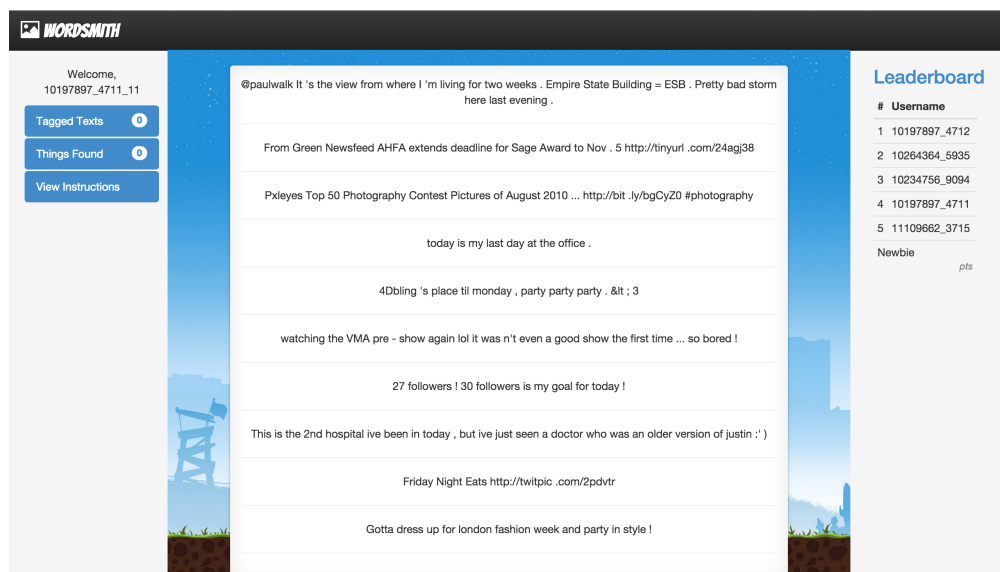 WORDSMITH
Welcome,
10197897_4711_11
Tagged Texts 0
Things Found 0
View Instructions
@paulwalk It 's the view from where I 'm living for two weeks . Empire State Building = ESB . Pretty bad storm
here last evening .
From Green Newsfeed AHFA extends deadline for Sage Award to Nov . 5 http://tinyurl .com/24agj38
Pxleyes Top 50 Photography Contest Pictures of August 2010 ... http://bit .ly/bgCyZ0 #photography
today is my last day at the office .
4Dbling 's place til monday , party party party . &lt ; 3
watching the VMA pre - show again lol it was n't even a good show the first time ... so bored !
27 followers ! 30 followers is my goal for today !
This is the 2nd hospital ive been in today , but ive just seen a doctor who was an older version of justin :' )
Friday Night Eats http://twitpic .com/2pdvtr
Gotta dress up for london fashion week and party in style !
Leaderboard
# Username
1 10197897_4712
2 10264364_5935
3 10234756_9094
4 10197897_4711
5 11109662_3715
Newbie
pts